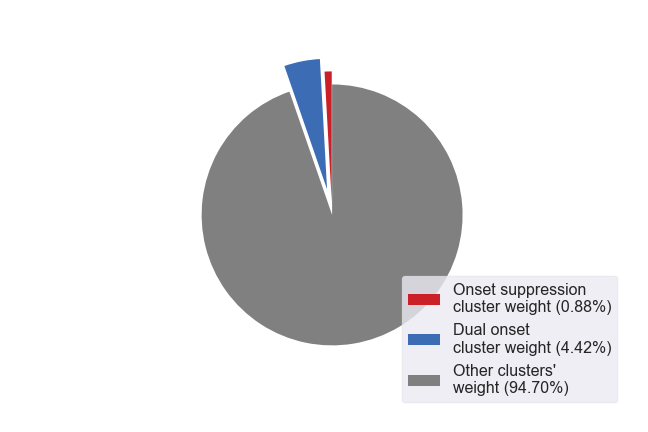 Onset suppression
cluster weight (0.88%)
Dual onset
cluster weight (4.42%)
Other clusters'
weight (94.70%)